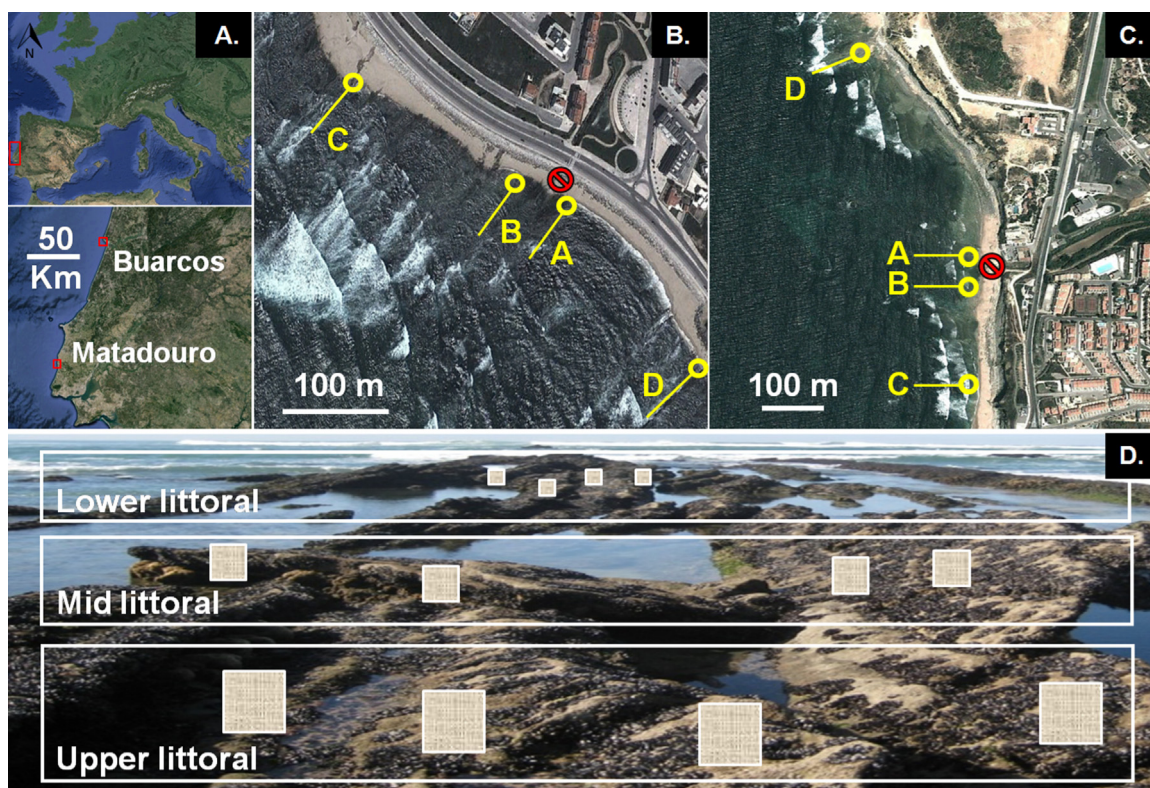 A.
N
50
Km
Buarcos
Matadouro
B.
C
B
A
D
100 m
C.
D
A
B
C
100 m
D.
Lower littoral
Mid littoral
Upper littoral